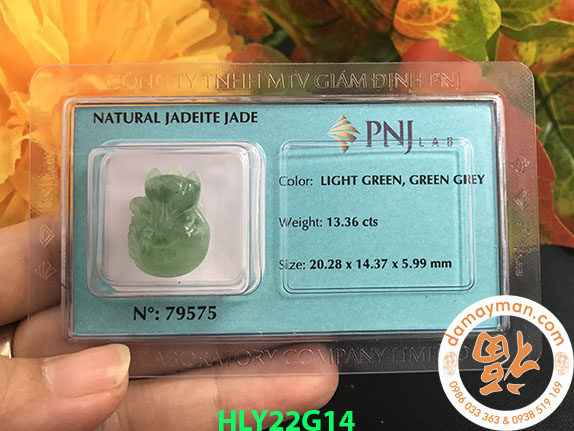 CÔNG TY TNHH MTV GIÁM ĐỊNH PNJ
NATURAL JADEITE JADE
PNJ LAB
Color: LIGHT GREEN, GREEN GREY
Weight: 13.36 cts
Size: 20.28 x 14.37 x 5.99 mm
Nº: 79575
LABORATORY COMPANY LIMITED
damayman.com®
福
0986 033 363 & 0938 519 169
HLY22G14